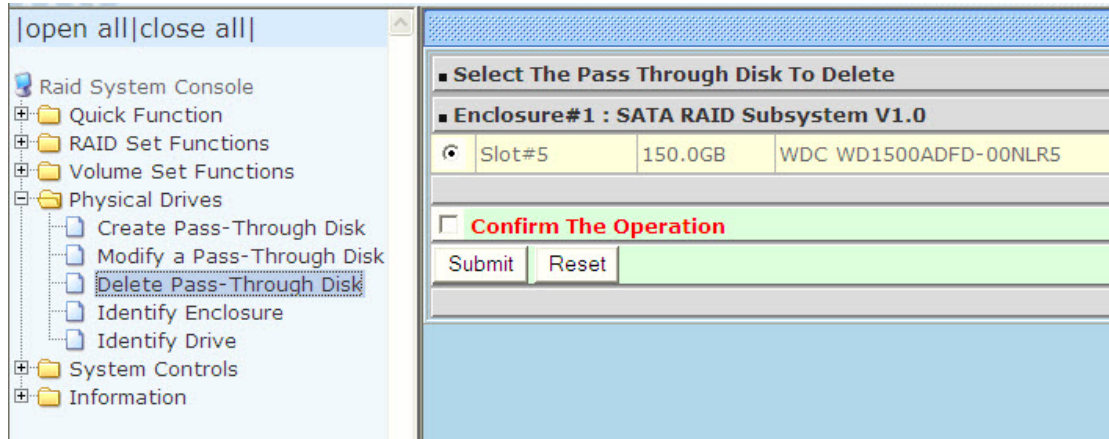 |open all|close all|
Raid System Console
Quick Function
RAID Set Functions
Volume Set Functions
Physical Drives
Create Pass-Through Disk
Modify a Pass-Through Disk
Delete Pass-Through Disk
Identify Enclosure
Identify Drive
System Controls
Information
Select The Pass Through Disk To Delete
Enclosure#1 : SATA RAID Subsystem V1.0
Slot#5 150.0GB WDC WD1500ADFD-00NLR5
Confirm The Operation
Submit Reset